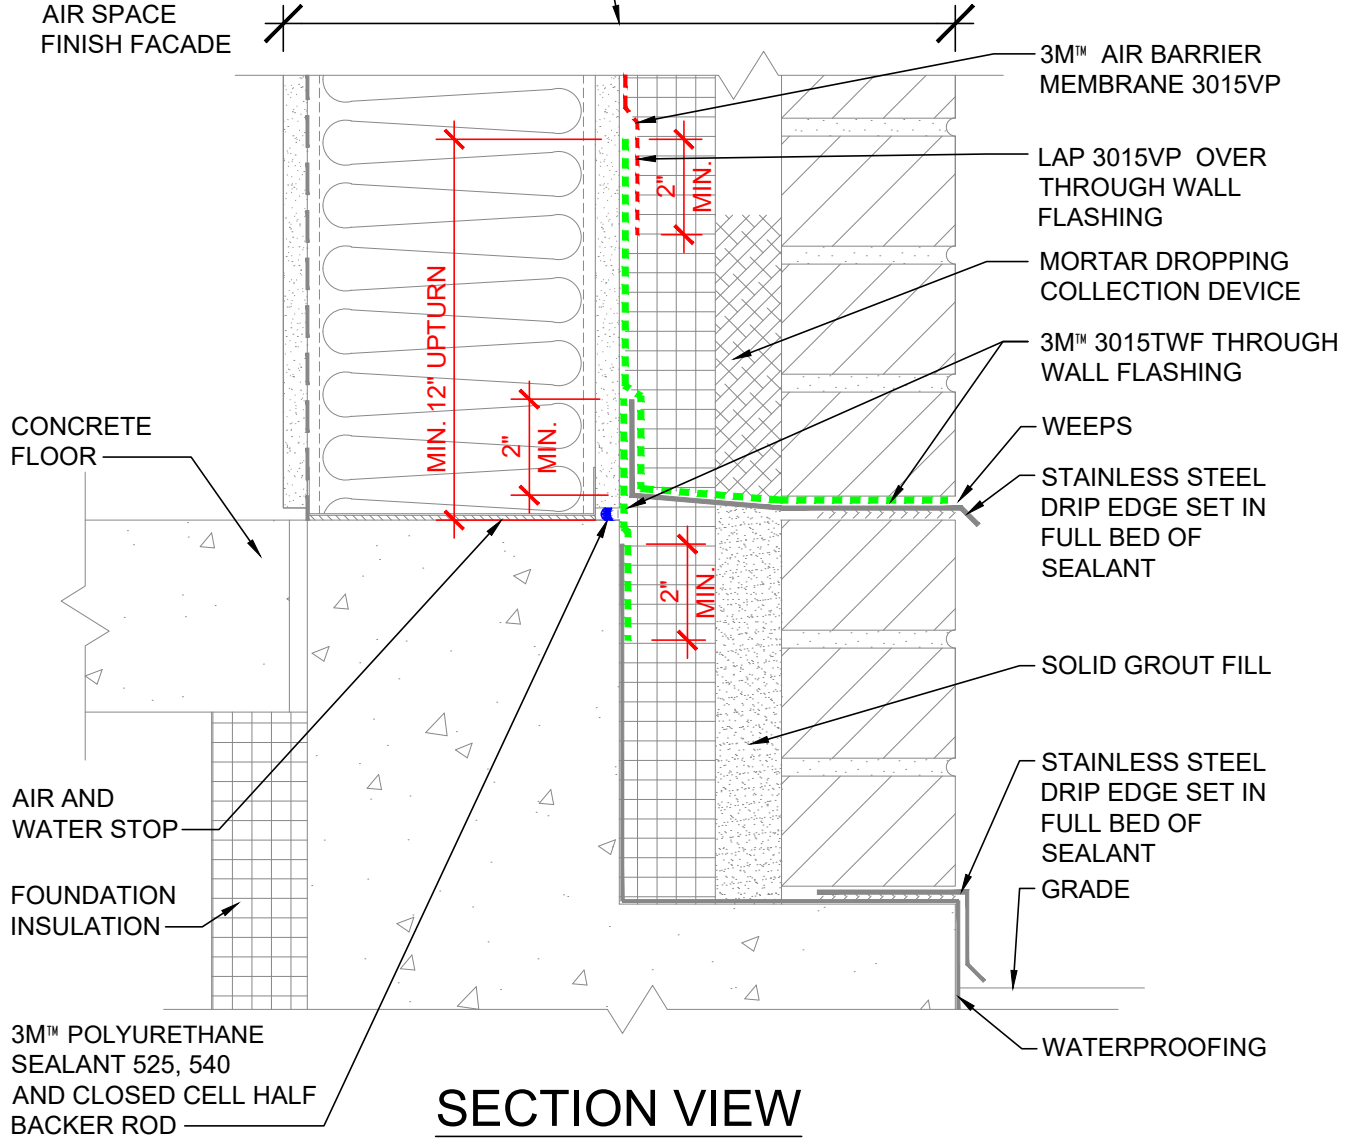 AIR SPACE
FINISH FACADE
3M™ AIR BARRIER
MEMBRANE 3015VP
LAP 3015VP OVER
THROUGH WALL
FLASHING
MORTAR DROPPING
COLLECTION DEVICE
3M™ 3015TWF THROUGH
WALL FLASHING
WEEPS
STAINLESS STEEL
DRIP EDGE SET IN
FULL BED OF
SEALANT
SOLID GROUT FILL
STAINLESS STEEL
DRIP EDGE SET IN
FULL BED OF
SEALANT
GRADE
WATERPROOFING
2"
MIN.
MIN. 12" UPTURN
2"
MIN.
2"
MIN.
CONCRETE
FLOOR
AIR AND
WATER STOP
FOUNDATION
INSULATION
3M™ POLYURETHANE
SEALANT 525, 540
AND CLOSED CELL HALF
BACKER ROD
SECTION VIEW